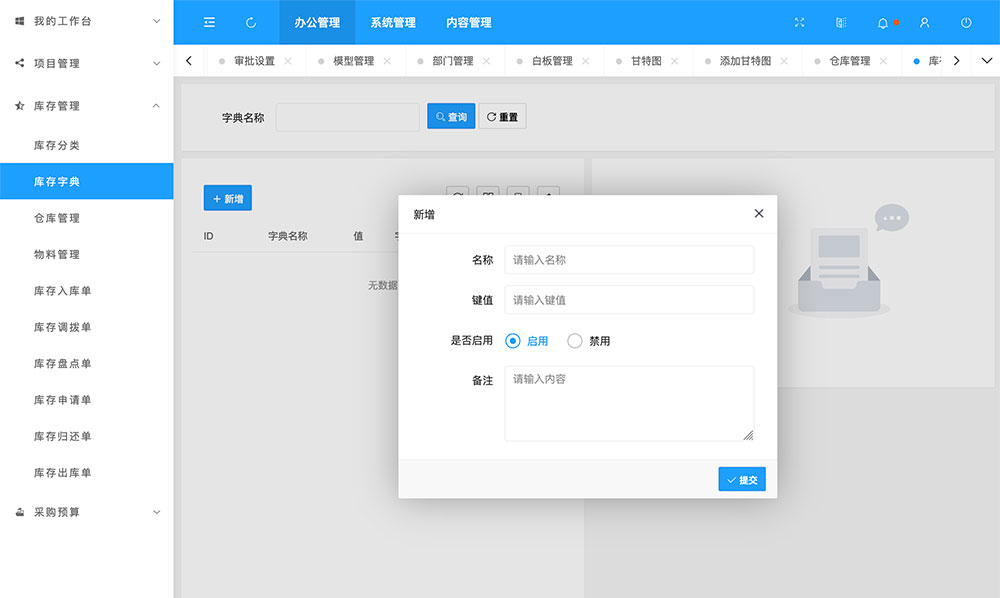 我的工作台
项目管理
库存管理
库存分类
库存字典
仓库管理
物料管理
库存入库单
库存调拨单
库存盘点单
库存申请单
库存归还单
库存出库单
采购预算
办公管理 系统管理 内容管理
审批设置 模型管理 部门管理 白板管理 甘特图 添加甘特图 仓库管理
字典名称 查询 重置
+ 新增
ID 字典名称 值
无数据
新增
名称 请输入名称
键值 请输入键值
是否启用 启用 禁用
备注 请输入内容
提交